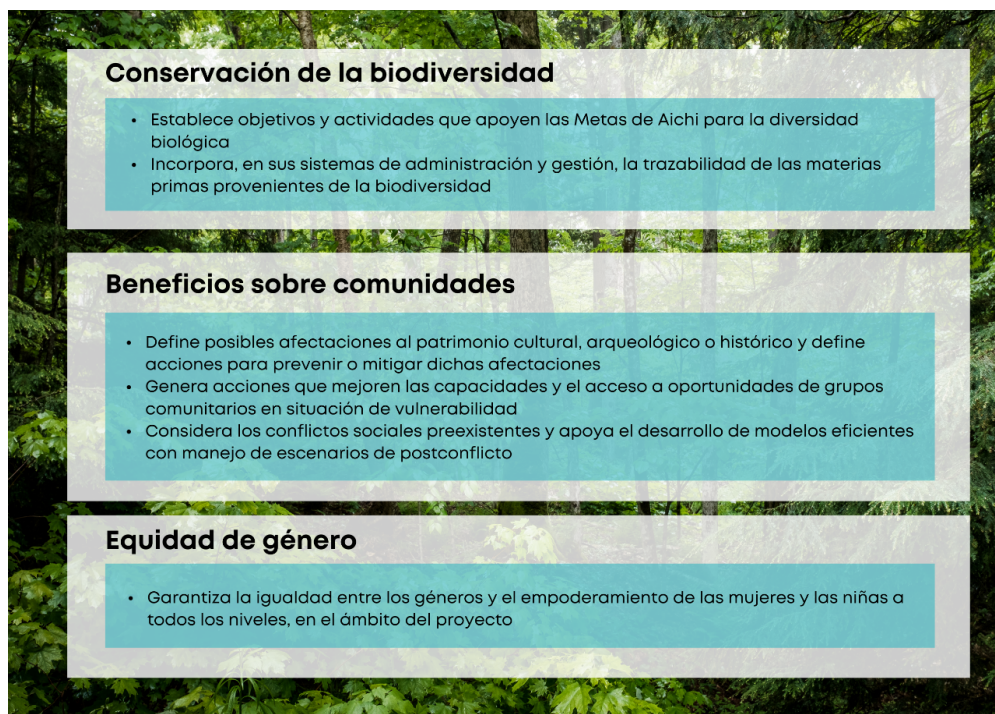 Conservación de la biodiversidad
• Establece objetivos y actividades que apoyen las Metas de Aichi para la diversidad
biológica
• Incorpora, en sus sistemas de administración y gestión, la trazabilidad de las materias
primas provenientes de la biodiversidad
Beneficios sobre comunidades
• Define posibles afectaciones al patrimonio cultural, arqueológico o histórico y define
acciones para prevenir o mitigar dichas afectaciones
• Genera acciones que mejoren las capacidades y el acceso a oportunidades de grupos
comunitarios en situación de vulnerabilidad
• Considera los conflictos sociales preexistentes y apoya el desarrollo de modelos eficientes
con manejo de escenarios de postconflicto
Equidad de género
• Garantiza la igualdad entre los géneros y el empoderamiento de las mujeres y las niñas a
todos los niveles, en el ámbito del proyecto